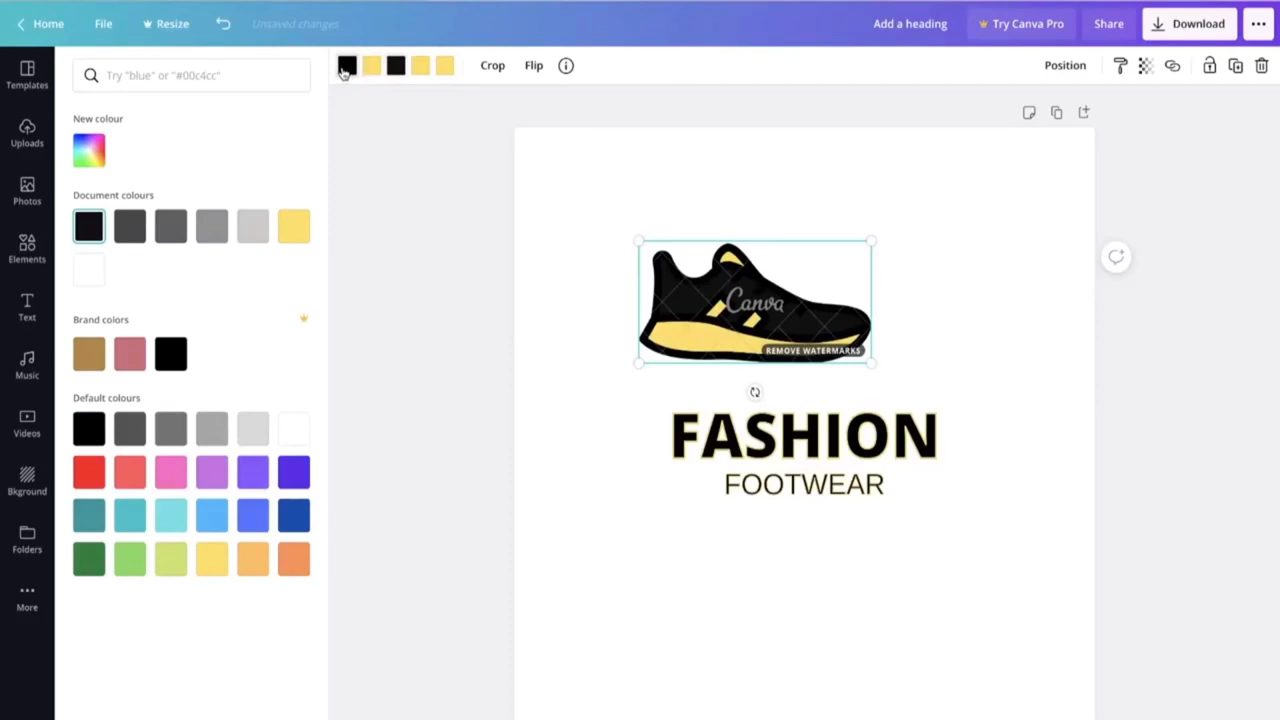 Home File Resize Unsaved changes Add a heading Try Canva Pro Share Download
Try "blue" or "#00c4cc" Crop Flip Position
Templates
Uploads
Photos
Elements
Text
Music
Videos
Bkground
Folders
More
New colour
Document colours
Brand colors
Default colours
Canva
REMOVE WATERMARKS
FASHION
FOOTWEAR